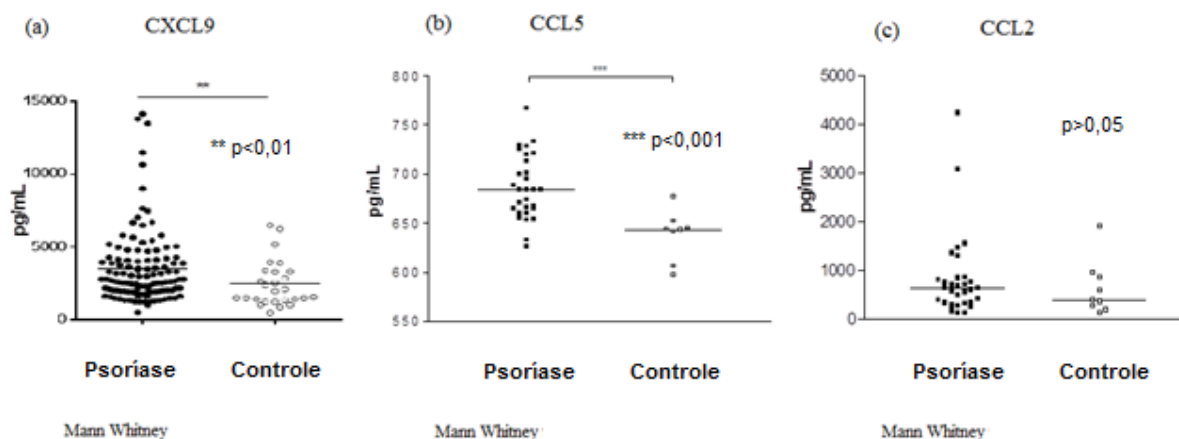 (a) CXCL9
pg/mL
15000
10000
5000
0
**
** p<0,01
Psoríase Controle
Mann Whitney
(b) CCL5
pg/mL
800
750
700
650
600
550
***
*** p<0,001
Psoríase Controle
Mann Whitney
(c) CCL2
pg/mL
5000
4000
3000
2000
1000
0
p>0,05
Psoríase Controle